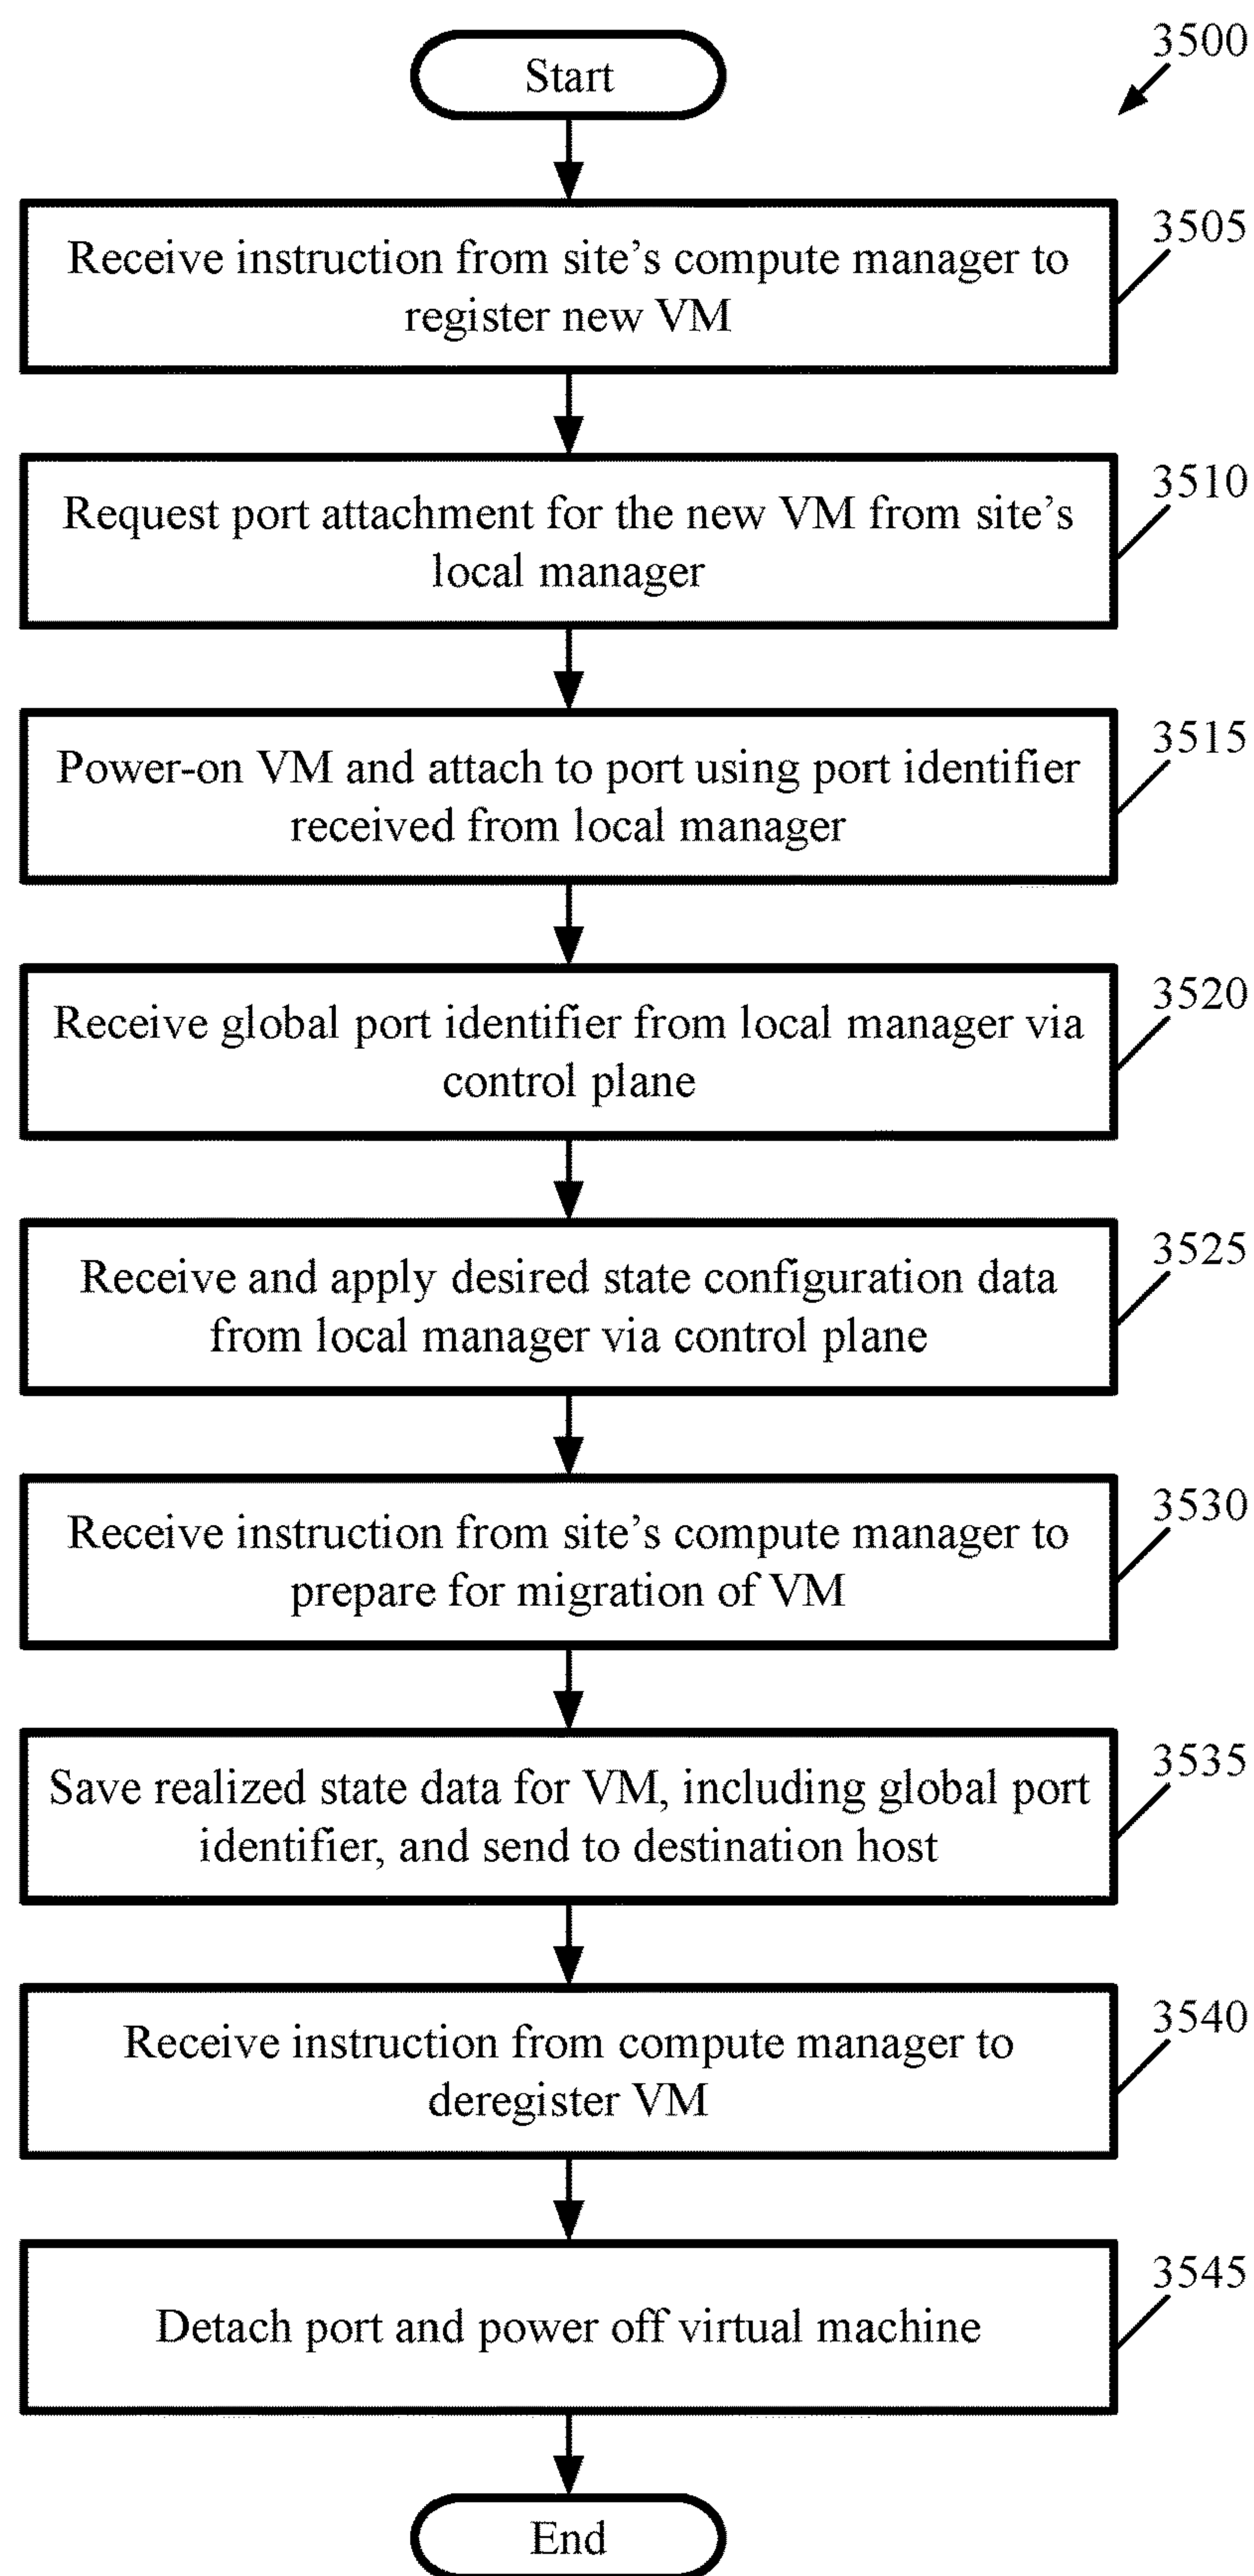 3500
Start
3505
Receive instruction from site's compute manager to
register new VM
3510
Request port attachment for the new VM from site's
local manager
3515
Power-on VM and attach to port using port identifier
received from local manager
3520
Receive global port identifier from local manager via
control plane
3525
Receive and apply desired state configuration data
from local manager via control plane
3530
Receive instruction from site's compute manager to
prepare for migration of VM
3535
Save realized state data for VM, including global port
identifier, and send to destination host
3540
Receive instruction from compute manager to
deregister VM
3545
Detach port and power off virtual machine
End